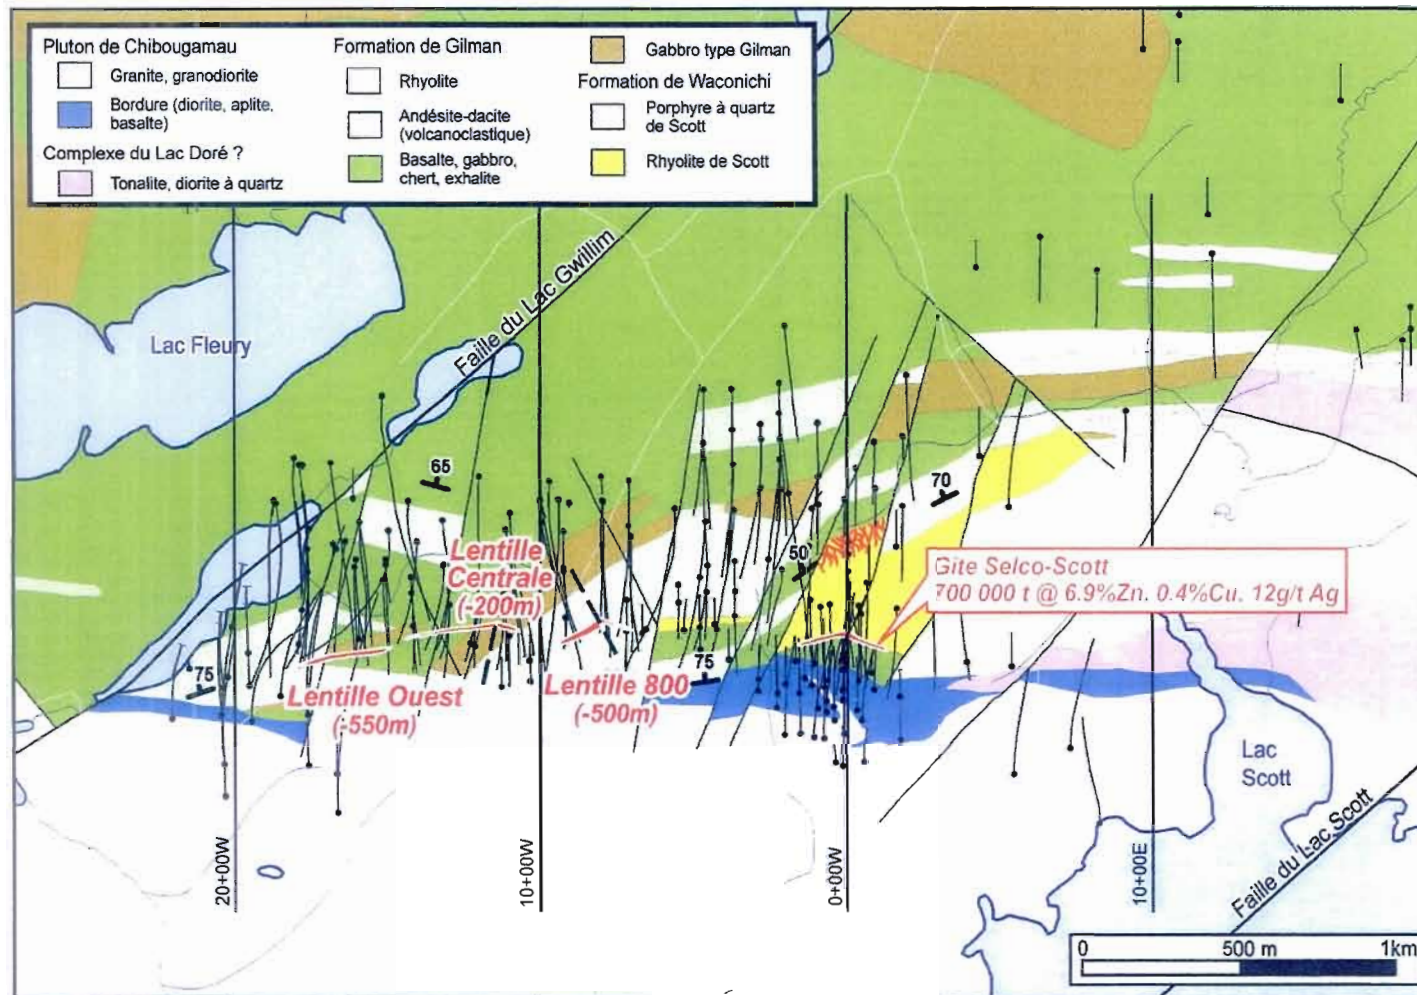 Pluton de Chibougamau
Granite, granodiorite
Bordure (diorite, aplite,
basalte)
Complexe du Lac Doré ?
Tonalite, diorite à quartz
Formation de Gilman
Rhyolite
Andésite-dacite
(volcanoclastique)
Basalte, gabbro,
chert, exhalite
Gabbro type Gilman
Formation de Waconichi
Porphyre à quartz
de Scott
Rhyolite de Scott
Lac Fleury
Faille du Lac Gwillim
65
70
50
75
75
Lentille
Centrale
(-200m)
Gîte Selco-Scott
700 000 t @ 6.9%Zn. 0.4%Cu. 12g/t Ag
Lentille Ouest
(-550m)
Lentille 800
(-500m)
Lac
Scott
Faille du Lac Scott
20+00W
10+00W
0+00W
10+00E
0 500 m 1km